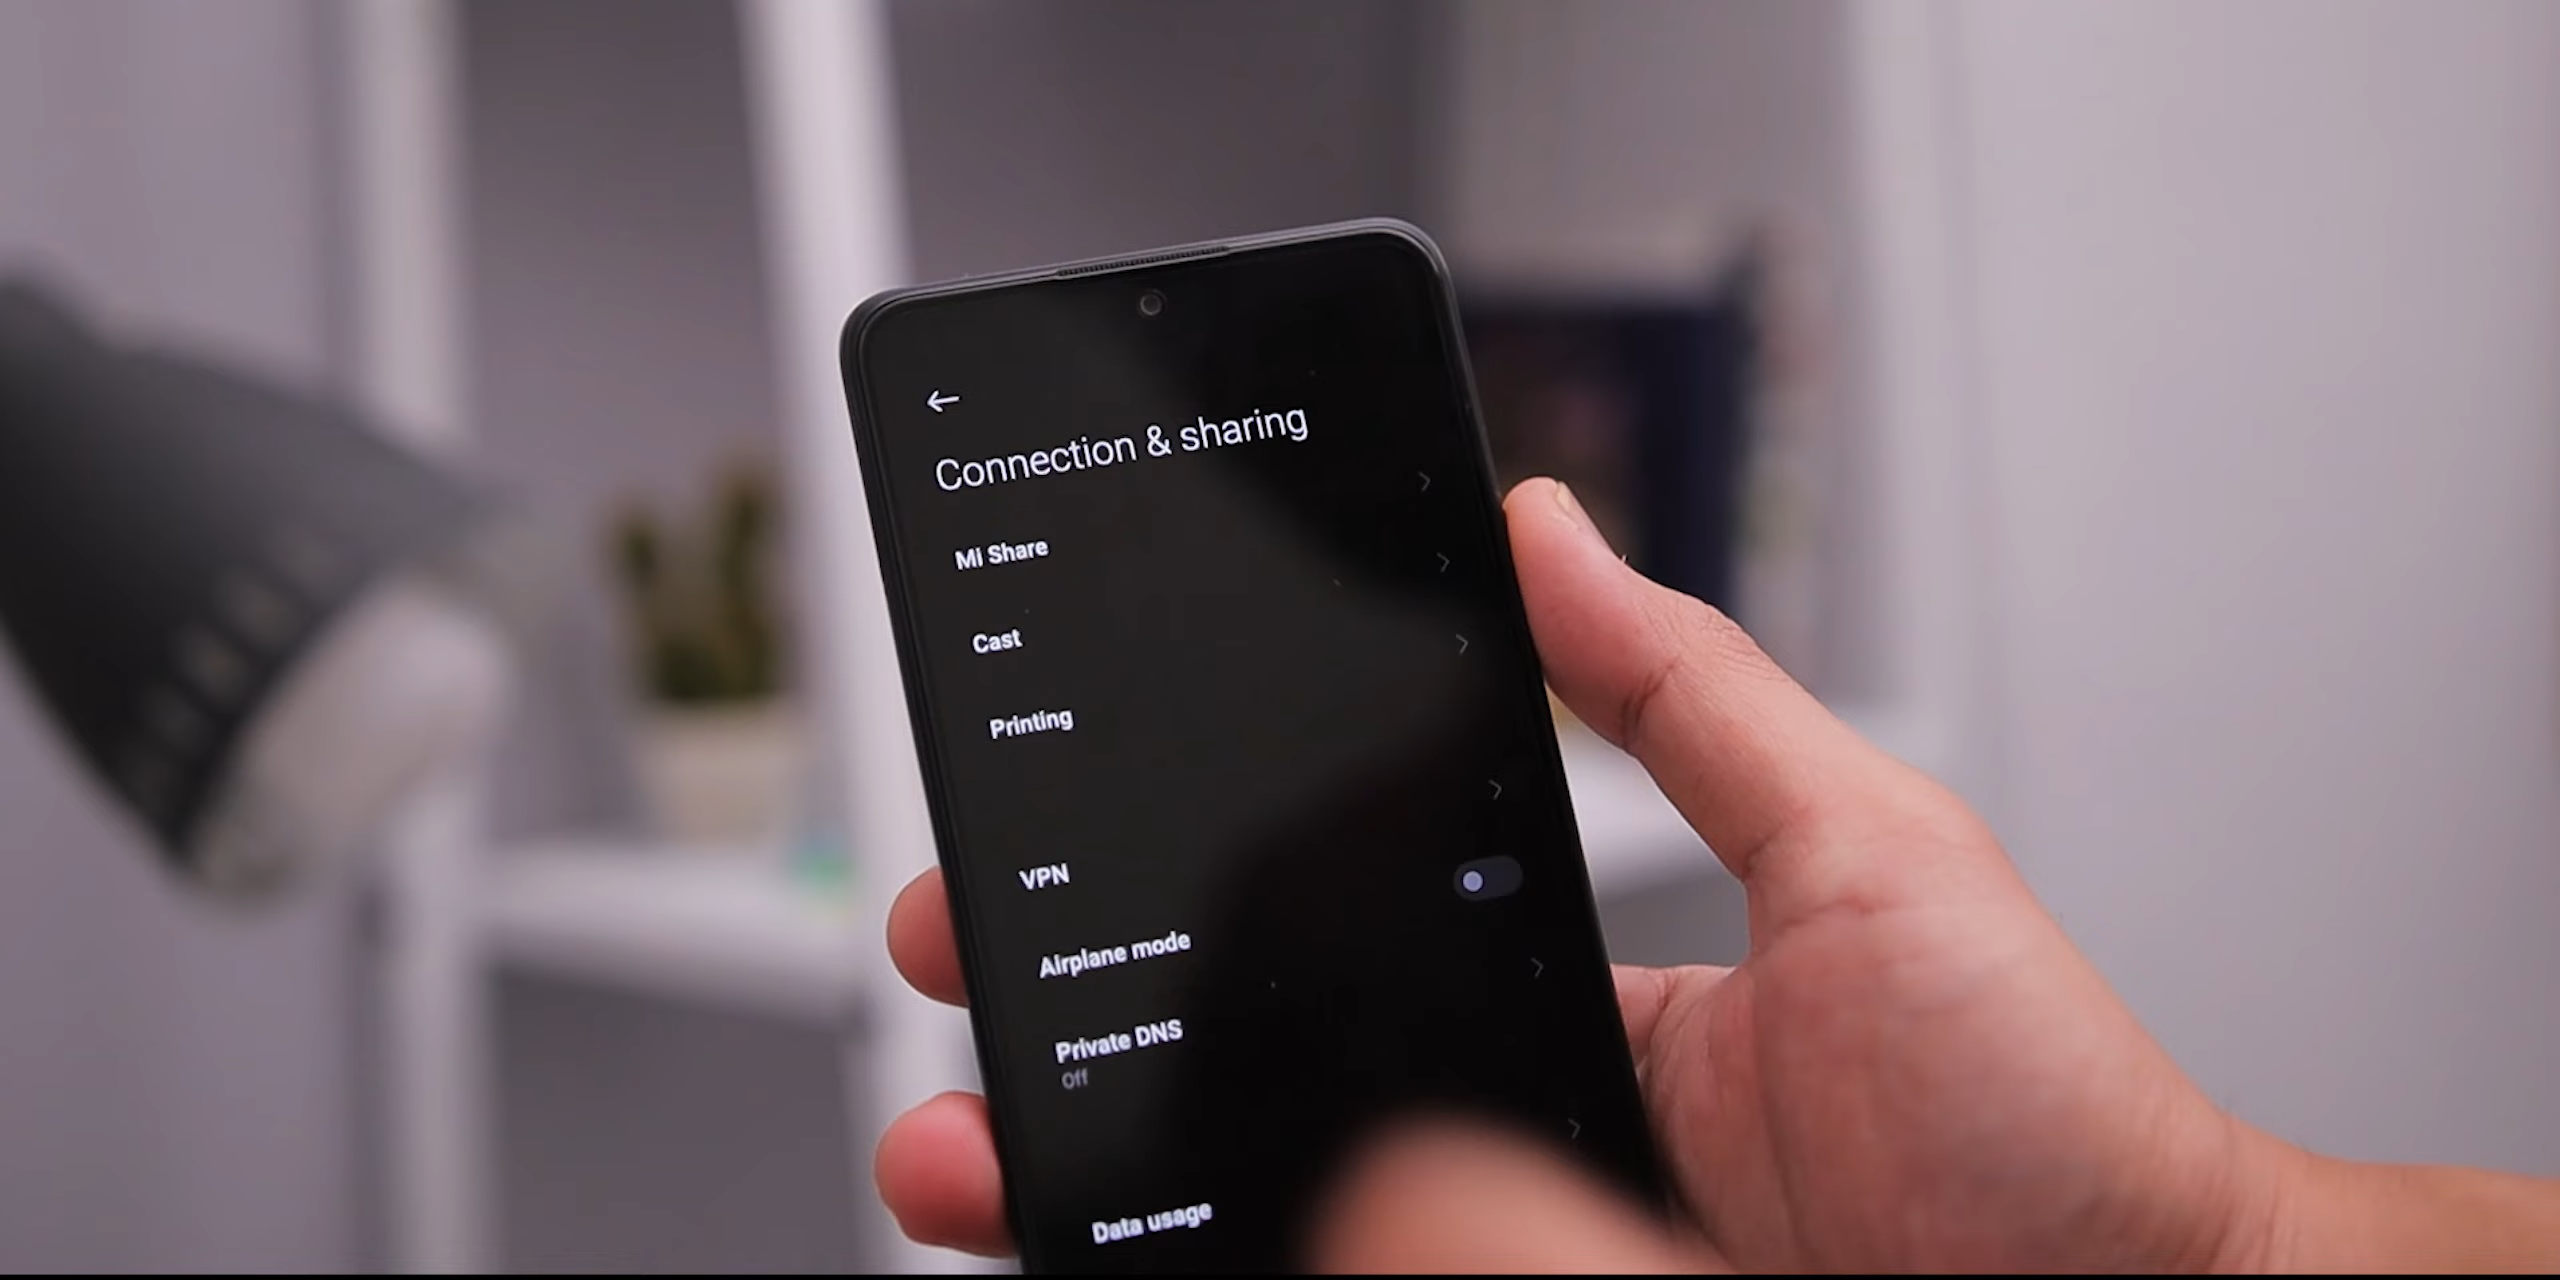 Connection & sharing
Mi Share
Cast
Printing
VPN
Airplane mode
Private DNS
Off
Data usage